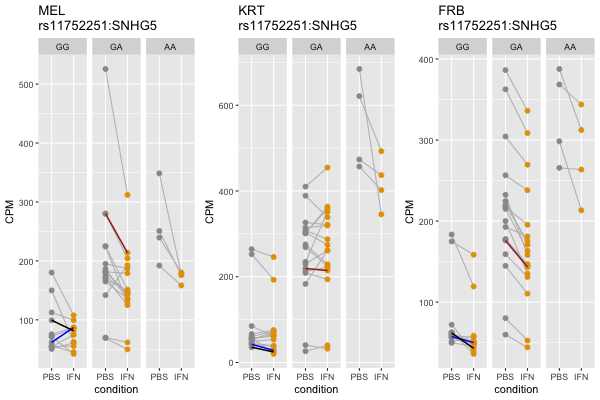 MEL
rs11752251:SNHG5
GG GA AA
CPM
500
400
300
200
100
PBS IFN PBS IFN PBS IFN
condition
KRT
rs11752251:SNHG5
GG GA AA
CPM
600
400
200
0
PBS IFN PBS IFN PBS IFN
condition
FRB
rs11752251:SNHG5
GG GA AA
CPM
400
300
200
100
PBS IFN PBS IFN PBS IFN
condition